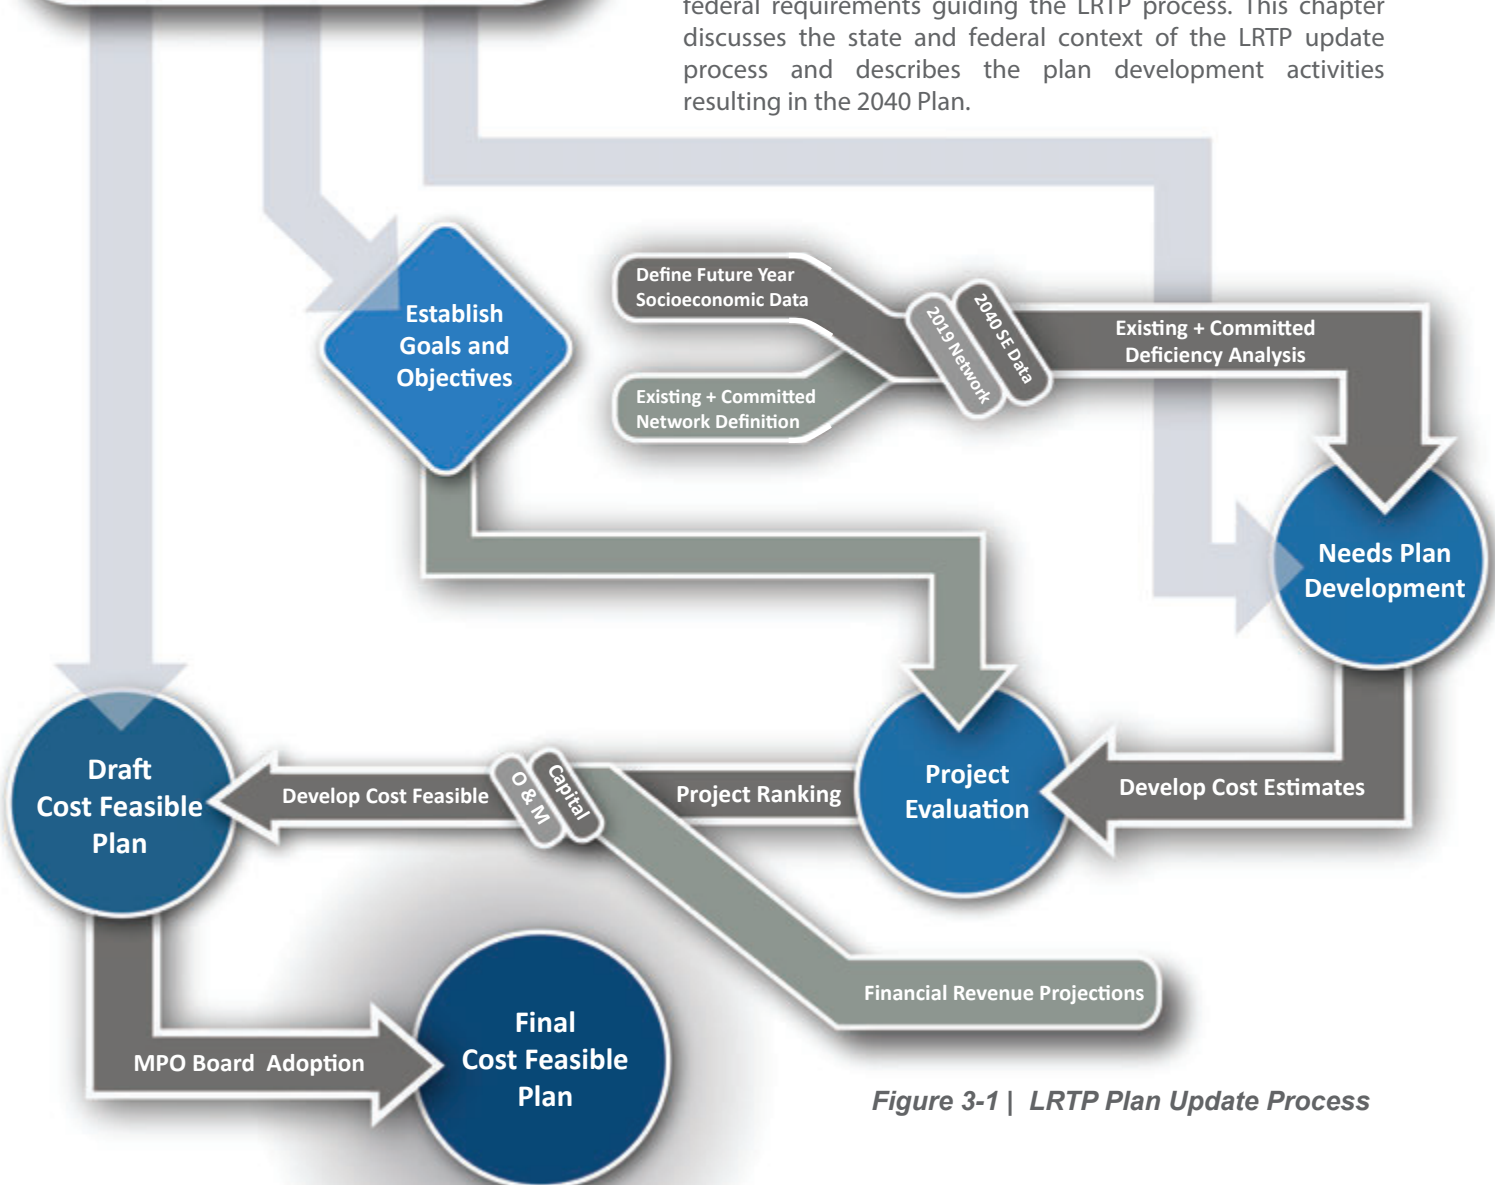 federal requirements guiding the LRTP process. This chapter
discusses the state and federal context of the LRTP update
process and describes the plan development activities
resulting in the 2040 Plan.
Establish
Goals and
Objectives
Define Future Year
Socioeconomic Data
Existing + Committed
Network Definition
2019 Network
2040 SE Data
Existing + Committed
Deficiency Analysis
Needs Plan
Development
Develop Cost Estimates
Project
Evaluation
Project Ranking
Capital
O & M
Develop Cost Feasible
Draft
Cost Feasible
Plan
Financial Revenue Projections
MPO Board Adoption
Final
Cost Feasible
Plan
Figure 3-1 | LRTP Plan Update Process